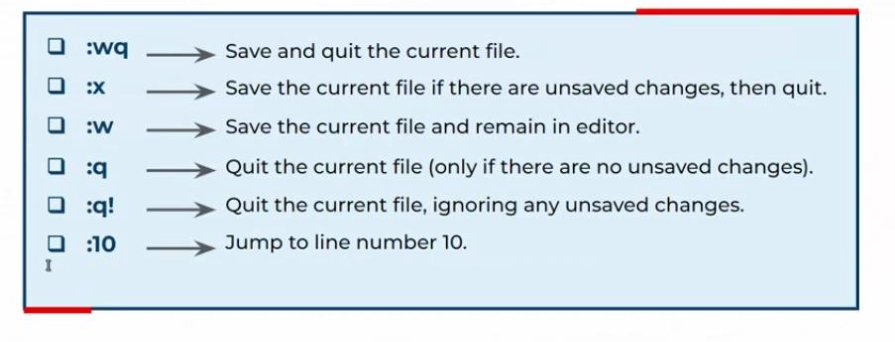 :wq Save and quit the current file.
:x Save the current file if there are unsaved changes, then quit.
:w Save the current file and remain in editor.
:q Quit the current file (only if there are no unsaved changes).
:q! Quit the current file, ignoring any unsaved changes.
:10 Jump to line number 10.